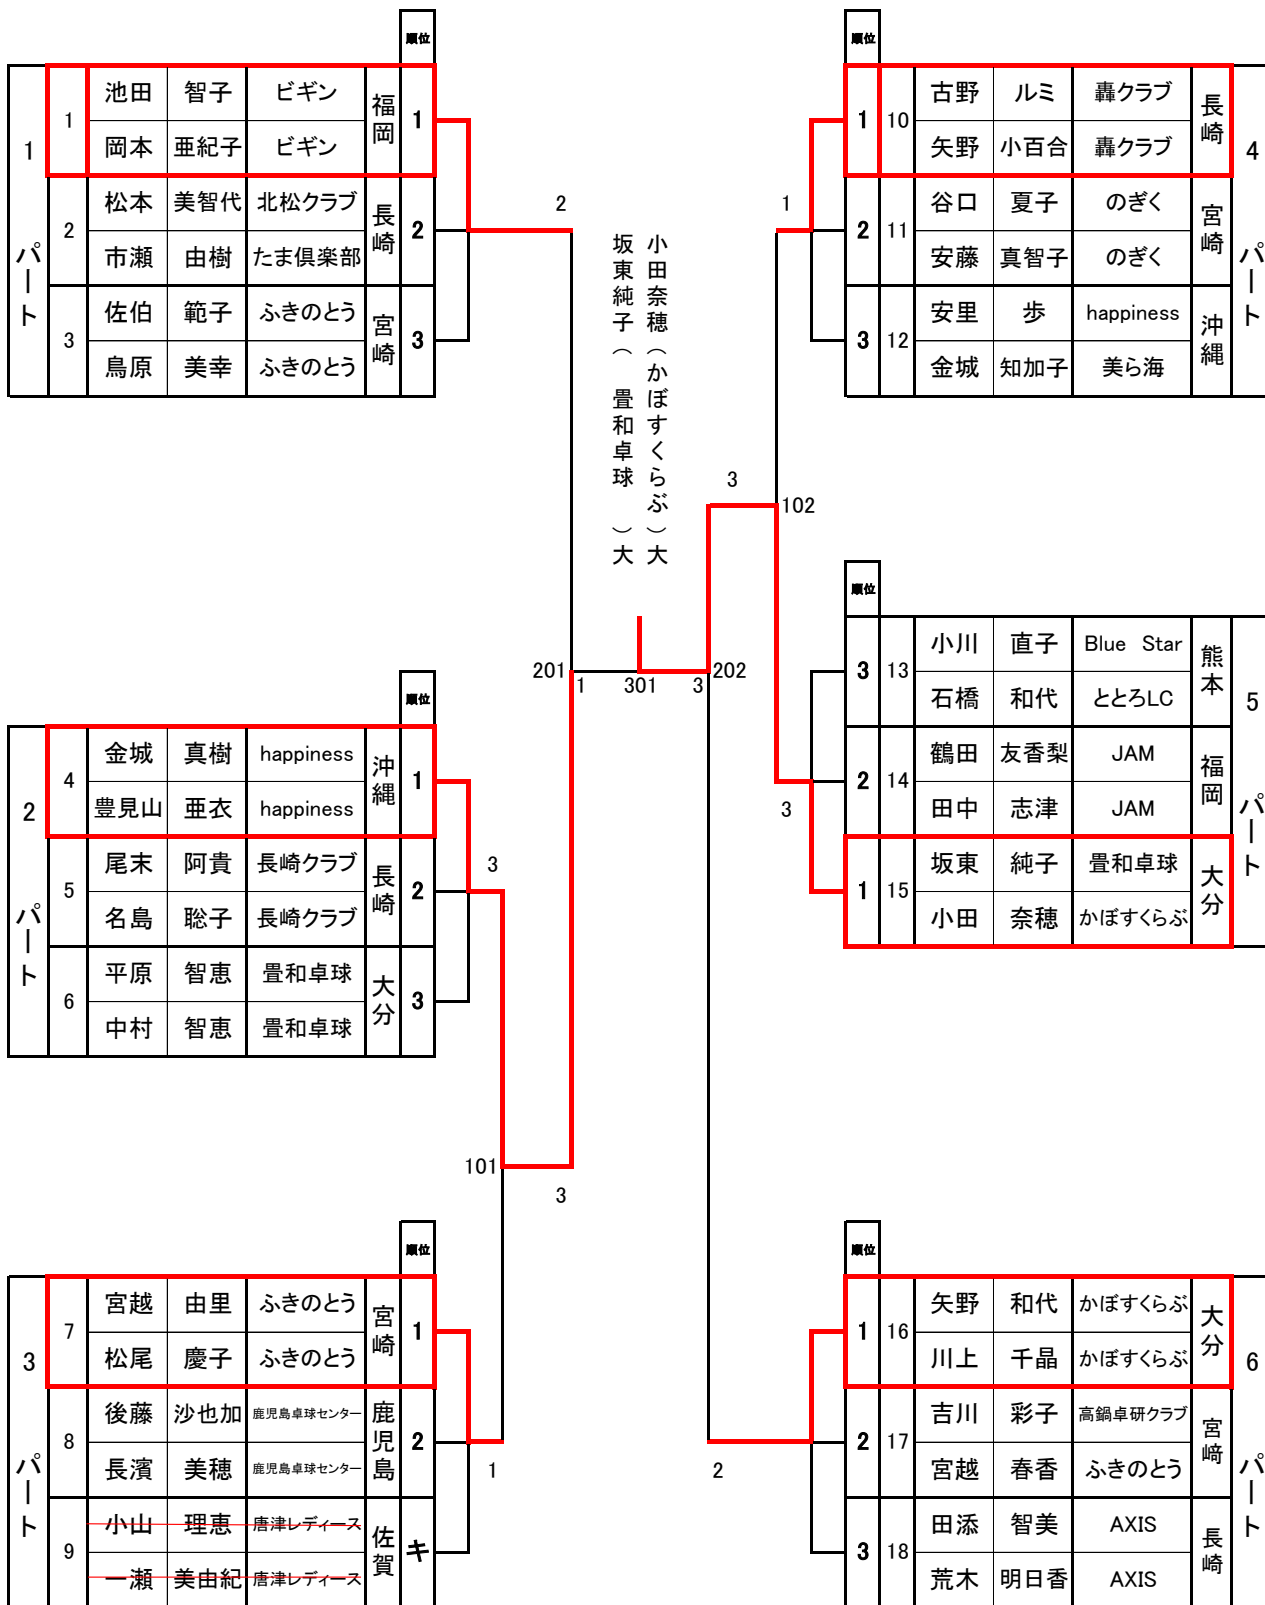 順位
1
パート
1
池田 智子 ビギン
岡本 亜紀子 ビギン
福岡
1
2
松本 美智代 北松クラブ
市瀬 由樹 たま倶楽部
長崎
2
3
佐伯 範子 ふきのとう
鳥原 美幸 ふきのとう
宮崎
3
順位
2
パート
4
金城 真樹 happiness
豊見山 亜衣 happiness
沖縄
1
5
尾末 阿貴 長崎クラブ
名島 聡子 長崎クラブ
長崎
2
6
平原 智恵 畳和卓球
中村 智恵 畳和卓球
大分
3
順位
3
パート
7
宮越 由里 ふきのとう
松尾 慶子 ふきのとう
宮崎
1
8
後藤 沙也加 鹿児島卓球センター
長濱 美穂 鹿児島卓球センター
鹿児島
2
9
小山 理恵 唐津レディース
一瀬 美由紀 唐津レディース
佐賀
キ
2
3
101
3
1
201
1
301
3
202
小田奈穂(かぼすくらぶ)大
坂東純子( 畳和卓球 )大
1
3
102
3
2
順位
1
10
古野 ルミ 轟クラブ
矢野 小百合 轟クラブ
長崎
4
パート
2
11
谷口 夏子 のぎく
安藤 真智子 のぎく
宮崎
3
12
安里 歩 happiness
金城 知加子 美ら海
沖縄
順位
3
13
小川 直子 Blue Star
石橋 和代 ととろLC
熊本
5
パート
2
14
鶴田 友香梨 JAM
田中 志津 JAM
福岡
1
15
坂東 純子 畳和卓球
小田 奈穂 かぼすくらぶ
大分
順位
1
16
矢野 和代 かぼすくらぶ
川上 千晶 かぼすくらぶ
大分
6
パート
2
17
吉川 彩子 高鍋卓研クラブ
宮越 春香 ふきのとう
宮﨑
3
18
田添 智美 AXIS
荒木 明日香 AXIS
長崎